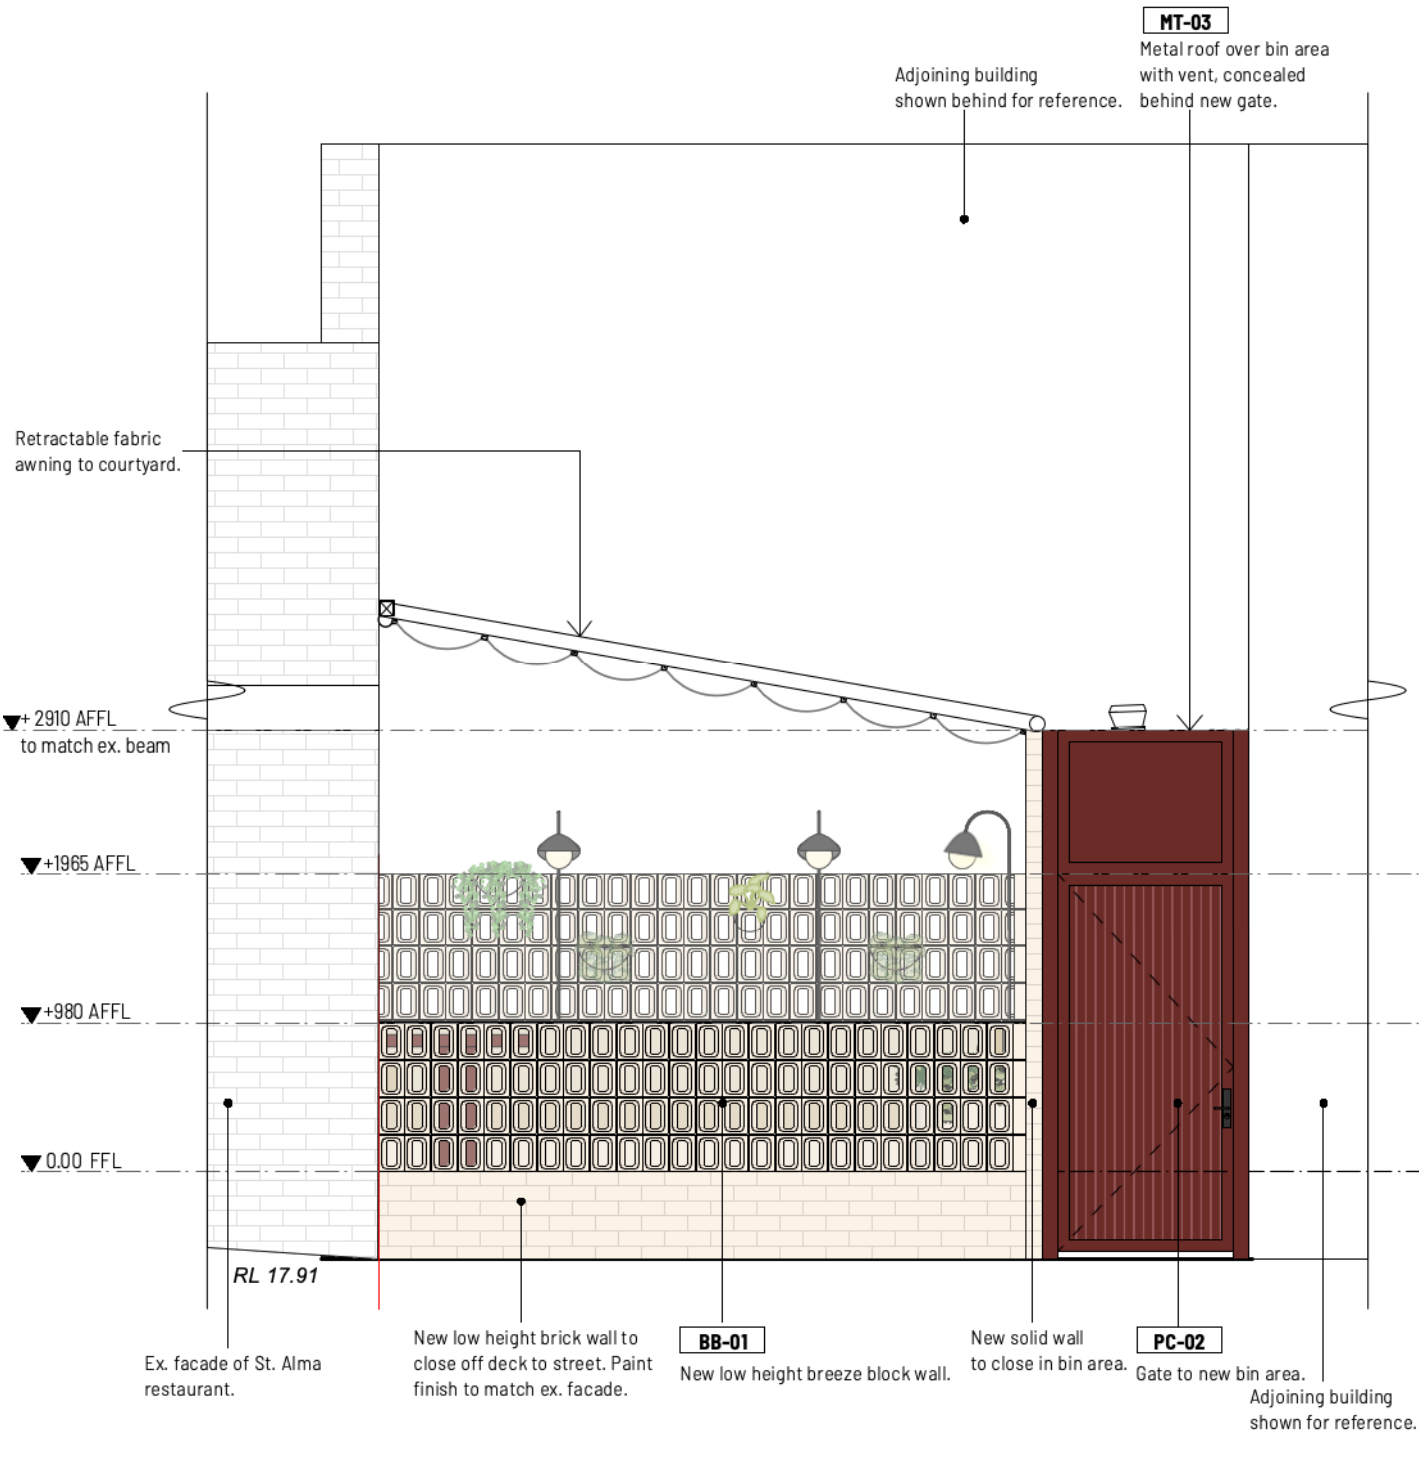 MT-03
Metal roof over bin area
with vent, concealed
behind new gate.
Adjoining building
shown behind for reference.
Retractable fabric
awning to courtyard.
+ 2910 AFFL
to match ex. beam
+1965 AFFL
+980 AFFL
0.00 FFL
RL 17.91
Ex. facade of St. Alma
restaurant.
New low height brick wall to
close off deck to street. Paint
finish to match ex. facade.
BB-01
New low height breeze block wall.
New solid wall
to close in bin area.
PC-02
Gate to new bin area.
Adjoining building
shown for reference.